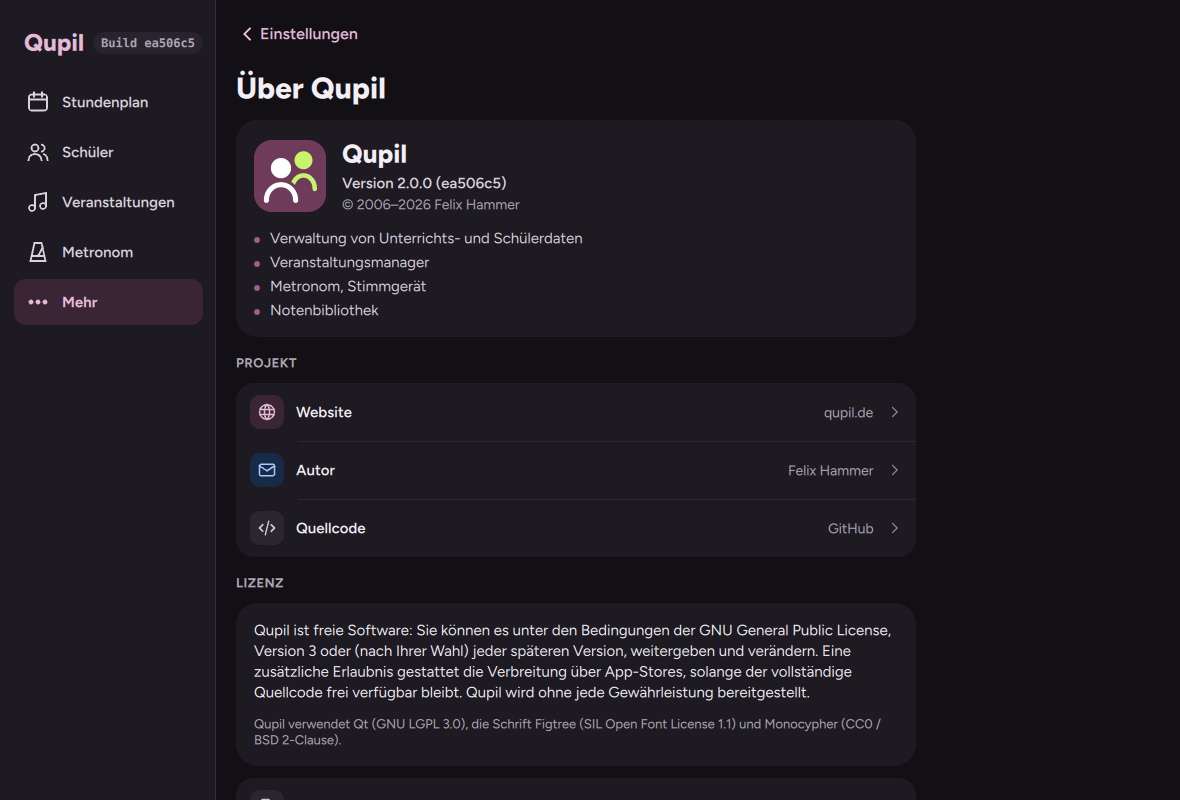 Qupil Build ea506c5
Stundenplan
Schüler
Veranstaltungen
Metronom
Mehr
Einstellungen
Über Qupil
Qupil
Version 2.0.0 (ea506c5)
© 2006–2026 Felix Hammer
Verwaltung von Unterrichts- und Schülerdaten
Veranstaltungsmanager
Metronom, Stimmgerät
Notenbibliothek
PROJEKT
Website qupil.de
Autor Felix Hammer
Quellcode GitHub
LIZENZ
Qupil ist freie Software: Sie können es unter den Bedingungen der GNU General Public License,
Version 3 oder (nach Ihrer Wahl) jeder späteren Version, weitergeben und verändern. Eine
zusätzliche Erlaubnis gestattet die Verbreitung über App-Stores, solange der vollständige
Quellcode frei verfügbar bleibt. Qupil wird ohne jede Gewährleistung bereitgestellt.
Qupil verwendet Qt (GNU LGPL 3.0), die Schrift Figtree (SIL Open Font License 1.1) und Monocypher (CC0 /
BSD 2-Clause).